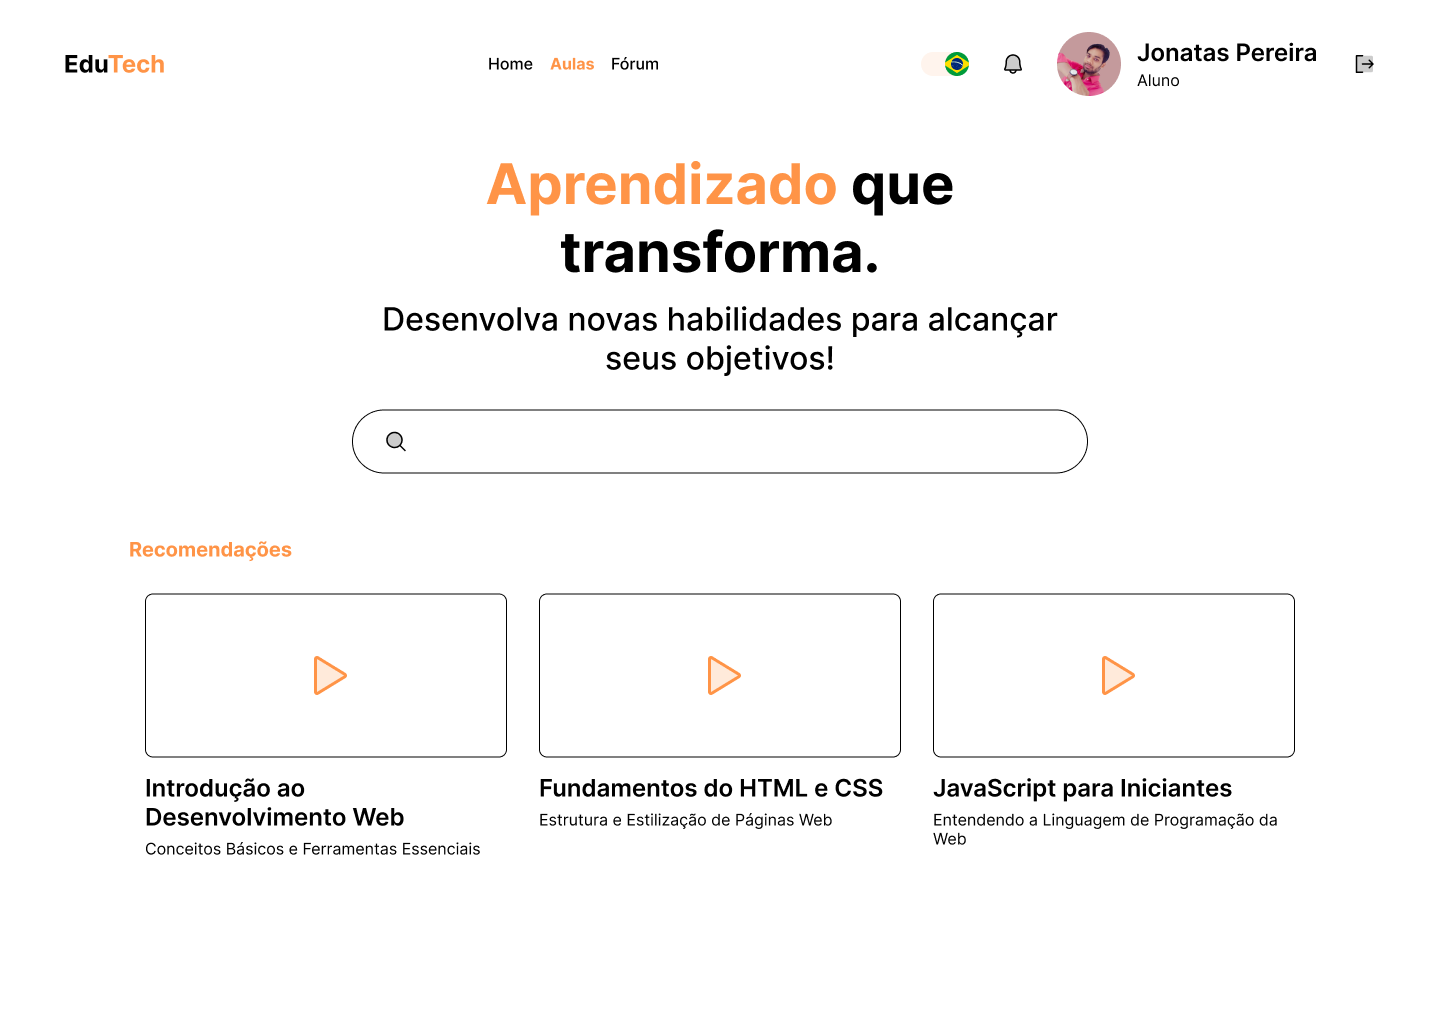 EduTech
Home Aulas Fórum
Jonatas Pereira
Aluno
Aprendizado que
transforma.
Desenvolva novas habilidades para alcançar
seus objetivos!
Recomendações
Introdução ao
Desenvolvimento Web
Conceitos Básicos e Ferramentas Essenciais
Fundamentos do HTML e CSS
Estrutura e Estilização de Páginas Web
JavaScript para Iniciantes
Entendendo a Linguagem de Programação da
Web